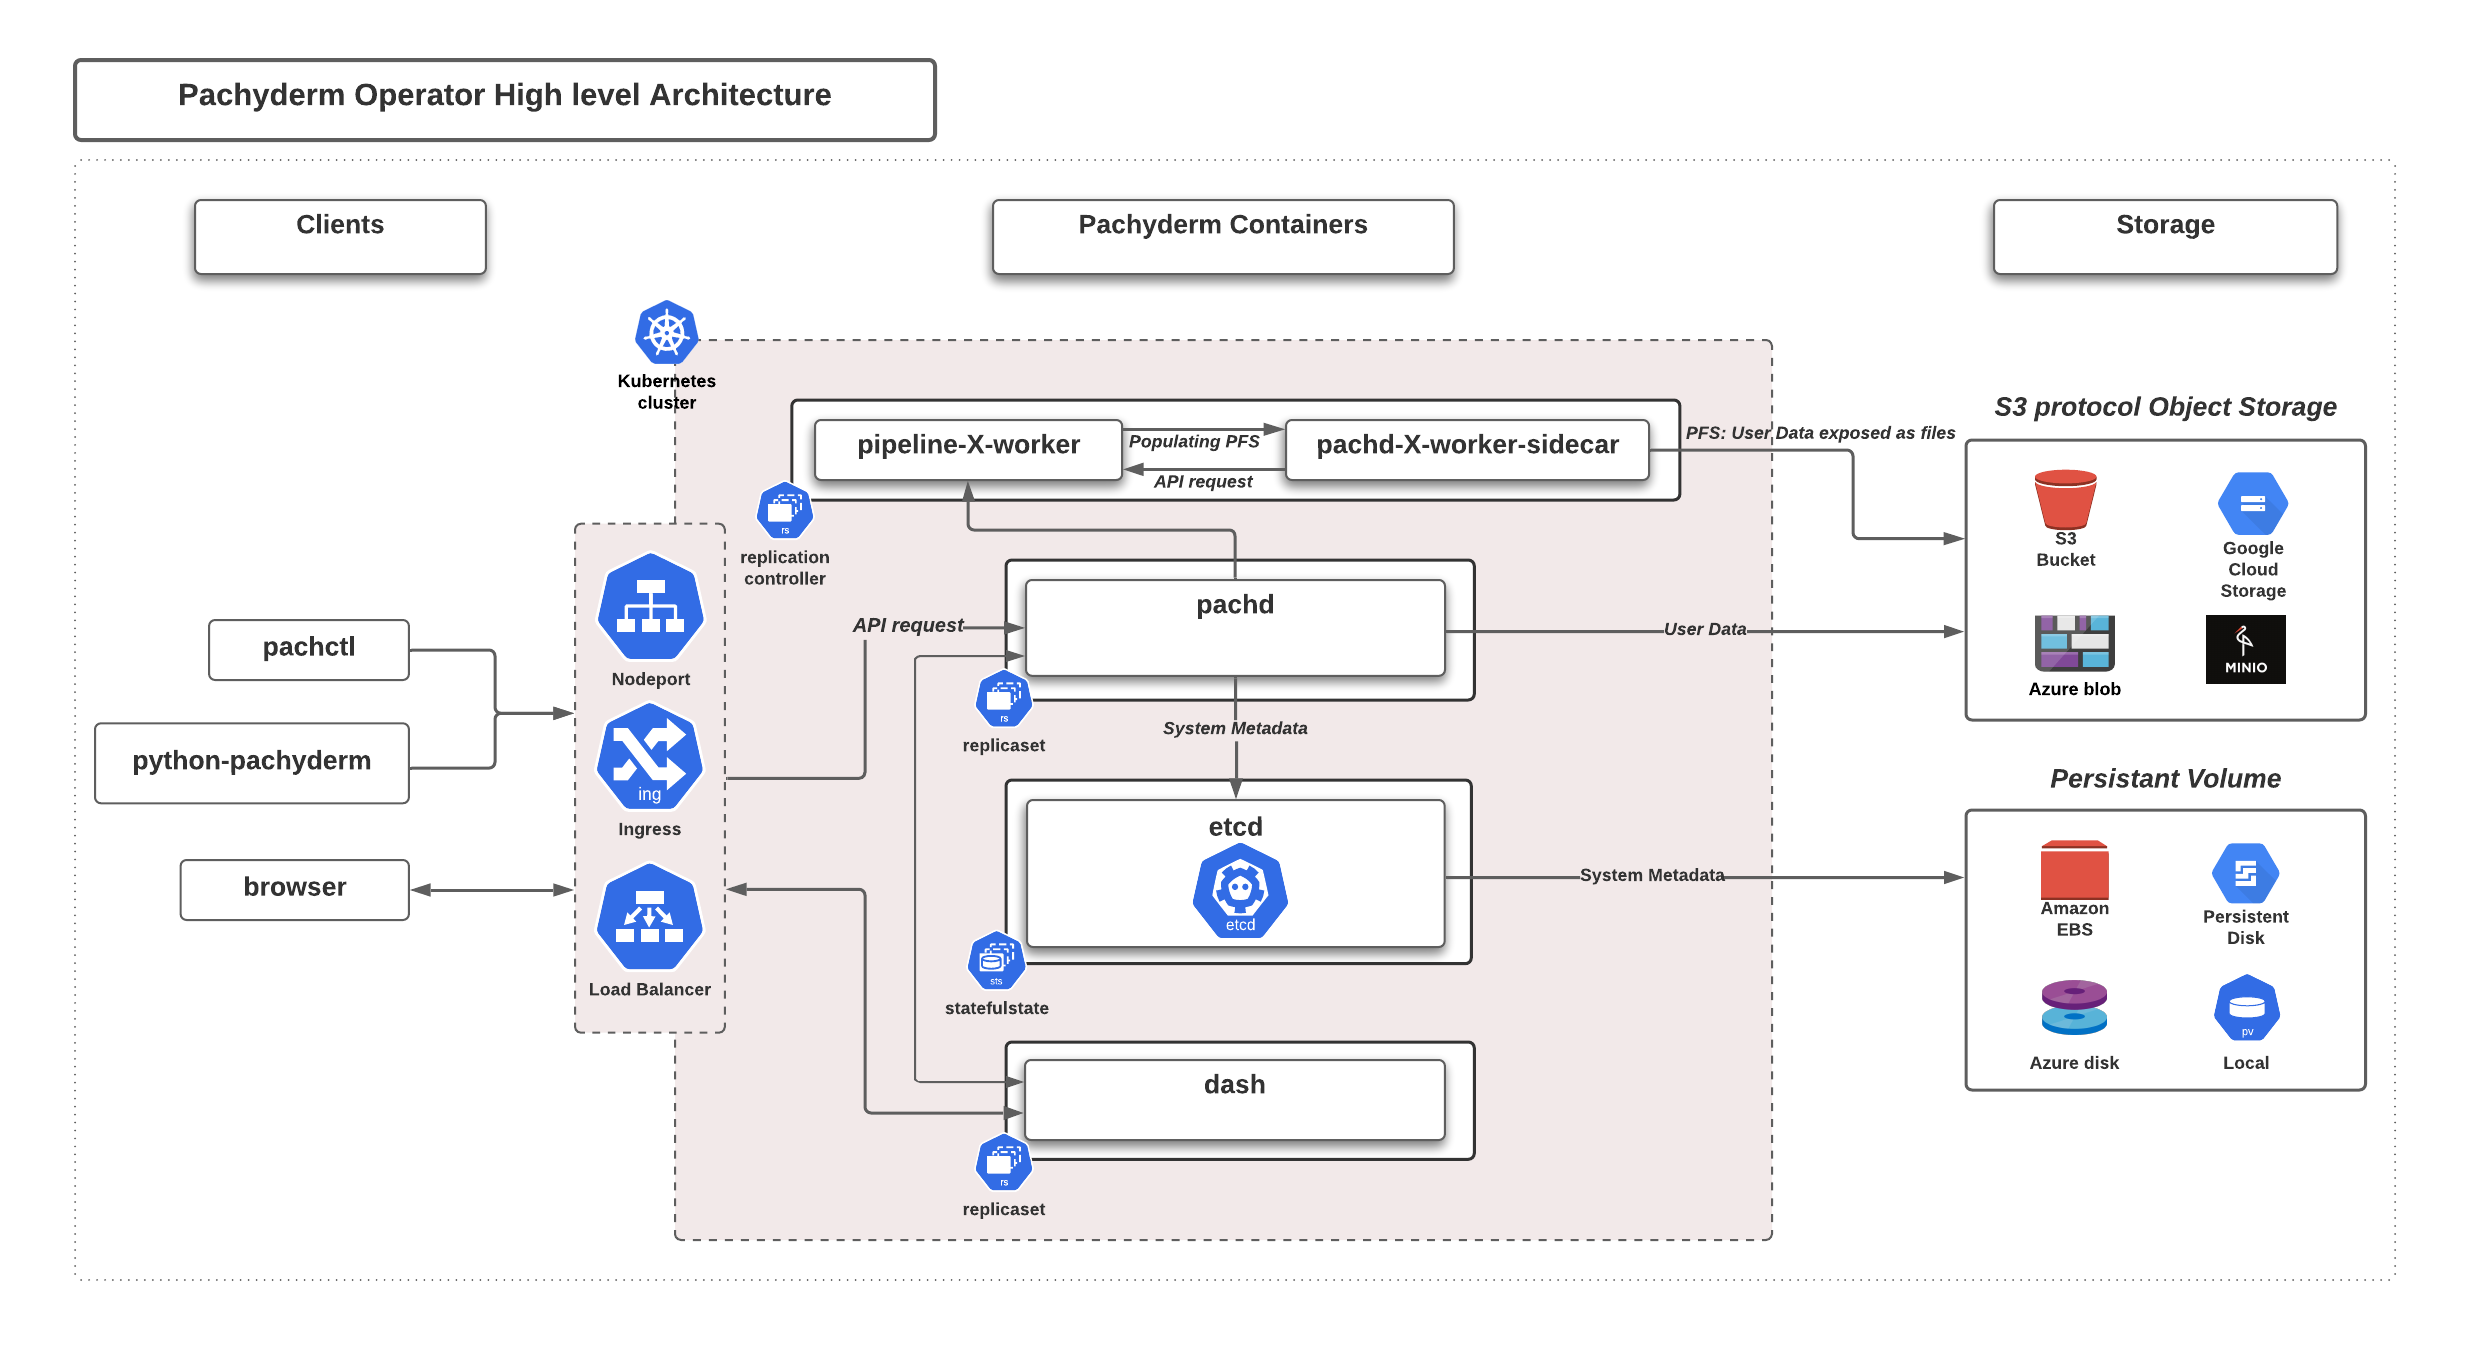 Pachyderm Operator High level Architecture
Clients
Pachyderm Containers
Storage
Kubernetes
cluster
pipeline-X-worker
Populating PFS
API request
pachd-X-worker-sidecar
PFS: User Data exposed as files
rs
replication
controller
S3 protocol Object Storage
S3
Bucket
Google
Cloud
Storage
Azure blob
MINIO
Nodeport
ing
Ingress
Load Balancer
pachctl
python-pachyderm
browser
API request
pachd
User Data
rs
replicaset
System Metadata
etcd
etcd
System Metadata
sts
statefulstate
dash
rs
replicaset
Persistant Volume
Amazon
EBS
Persistent
Disk
Azure disk
pv
Local